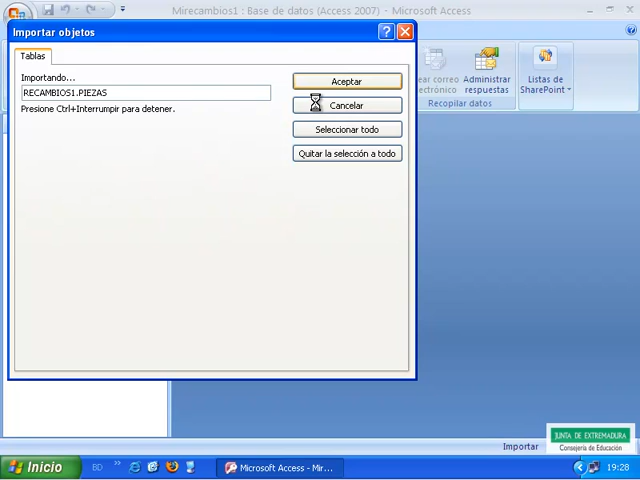 Mirecambios1 : Base de datos (Access 2007) - Microsoft Access
Importar objetos
Tablas
Importando...
RECAMBIOS1.PIEZAS
Presione Ctrl+Interrumpir para detener.
Aceptar
Cancelar
Seleccionar todo
Quitar la selección a todo
ear correo
ectrónico
Administrar
respuestas
Listas de
SharePoint
Recopilar datos
Importar
JUNTA DE EXTREMADURA
Consejería de Educación
Inicio
BD
Microsoft Access - Mir...
19:28